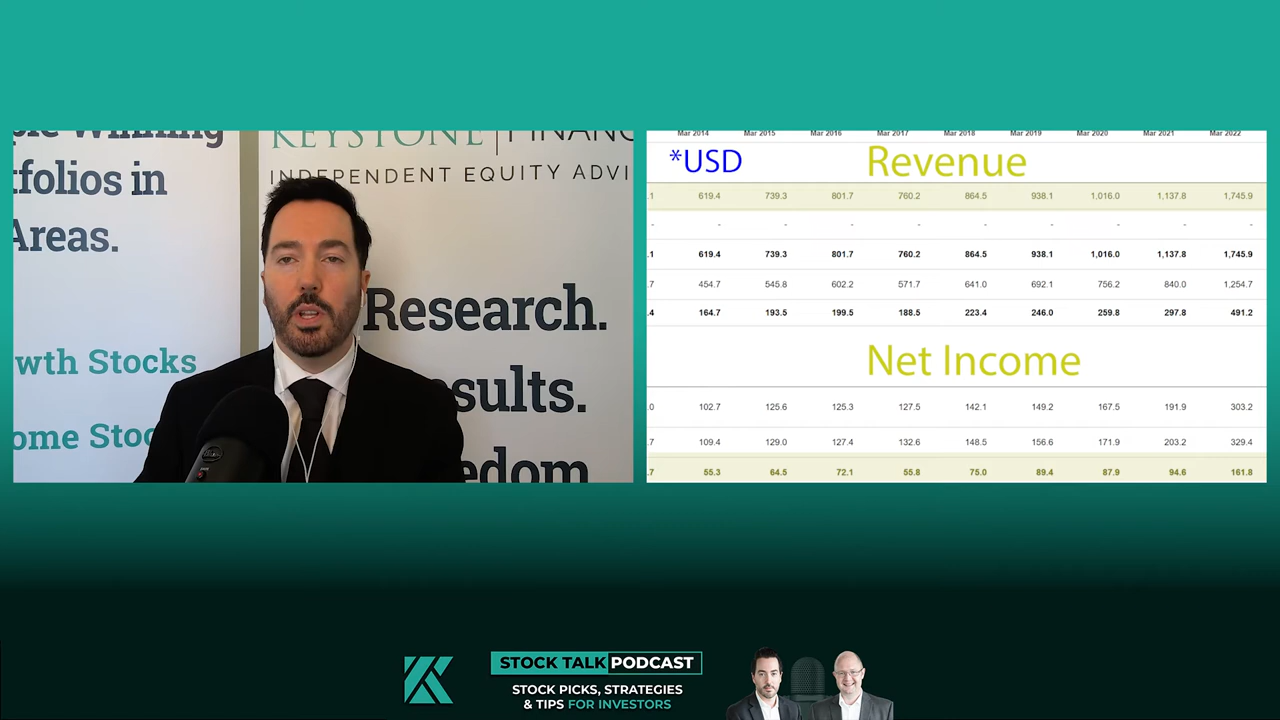 ple Winning
tfolios in
Areas.
wth Stocks
ome Stoc
KEYSTONE | FINANC
INDEPENDENT EQUITY ADVI
Research.
sults.
edom
Mar 2014 Mar 2015 Mar 2016 Mar 2017 Mar 2018 Mar 2019 Mar 2020 Mar 2021 Mar 2022
*USD Revenue
.1 619.4 739.3 801.7 760.2 864.5 938.1 1,016.0 1,137.8 1,745.9
- - - - - - - - - -
.1 619.4 739.3 801.7 760.2 864.5 938.1 1,016.0 1,137.8 1,745.9
.7 454.7 545.8 602.2 571.7 641.0 692.1 756.2 840.0 1,254.7
.4 164.7 193.5 199.5 188.5 223.4 246.0 259.8 297.8 491.2
Net Income
.0 102.7 125.6 125.3 127.5 142.1 149.2 167.5 191.9 303.2
.7 109.4 129.0 127.4 132.6 148.5 156.6 171.9 203.2 329.4
.7 55.3 64.5 72.1 55.8 75.0 89.4 87.9 94.6 161.8
K
STOCK TALK PODCAST
STOCK PICKS, STRATEGIES
& TIPS FOR INVESTORS